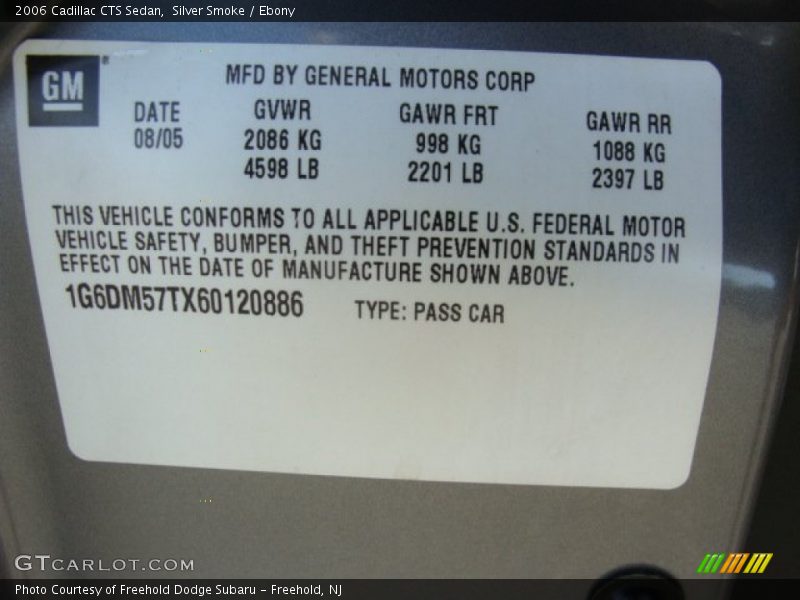 2006 Cadillac CTS Sedan,  Silver Smoke / Ebony
GM
MFD BY GENERAL MOTORS CORP
DATE GVWR GAWR FRT GAWR RR
08/05 2086 KG 998 KG 1088 KG
4598 LB 2201 LB 2397 LB
THIS VEHICLE CONFORMS TO ALL APPLICABLE U.S. FEDERAL MOTOR
VEHICLE SAFETY, BUMPER, AND THEFT PREVENTION STANDARDS IN
EFFECT ON THE DATE OF MANUFACTURE SHOWN ABOVE.
1G6DM57TX60120886 TYPE: PASS CAR
GTCARLOT.COM
Photo Courtesy of Freehold Dodge Subaru – Freehold, NJ